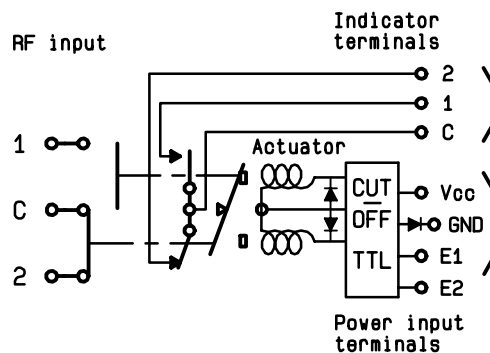 Indicator
terminals
RF input
2
1
C
Actuator
1
C
2
CUT
OFF
TTL
Vcc
GND
E1
E2
Power input
terminals